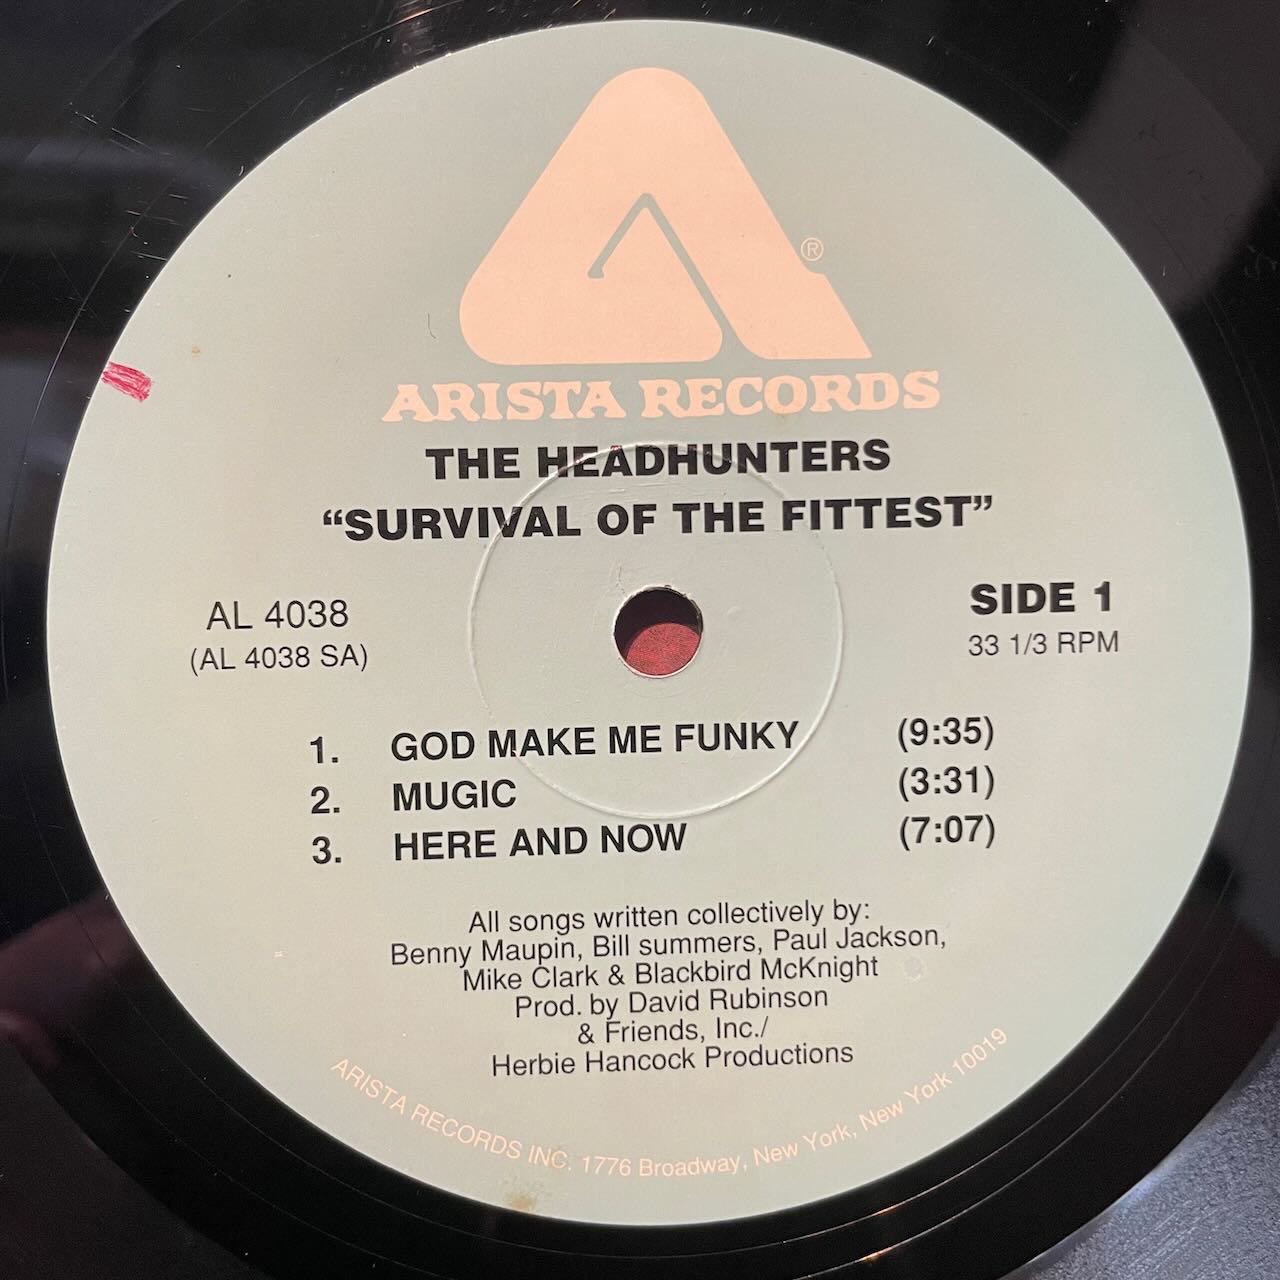 ®
ARISTA RECORDS
THE HEADHUNTERS
“SURVIVAL OF THE FITTEST”
AL 4038
(AL 4038 SA)
SIDE 1
33 1/3 RPM
1. GOD MAKE ME FUNKY (9:35)
2. MUGIC (3:31)
3. HERE AND NOW (7:07)
All songs written collectively by:
Benny Maupin, Bill summers, Paul Jackson,
Mike Clark & Blackbird McKnight
Prod. by David Rubinson
& Friends, Inc./
Herbie Hancock Productions
ARISTA RECORDS INC. 1776 Broadway, New York, New York 10019